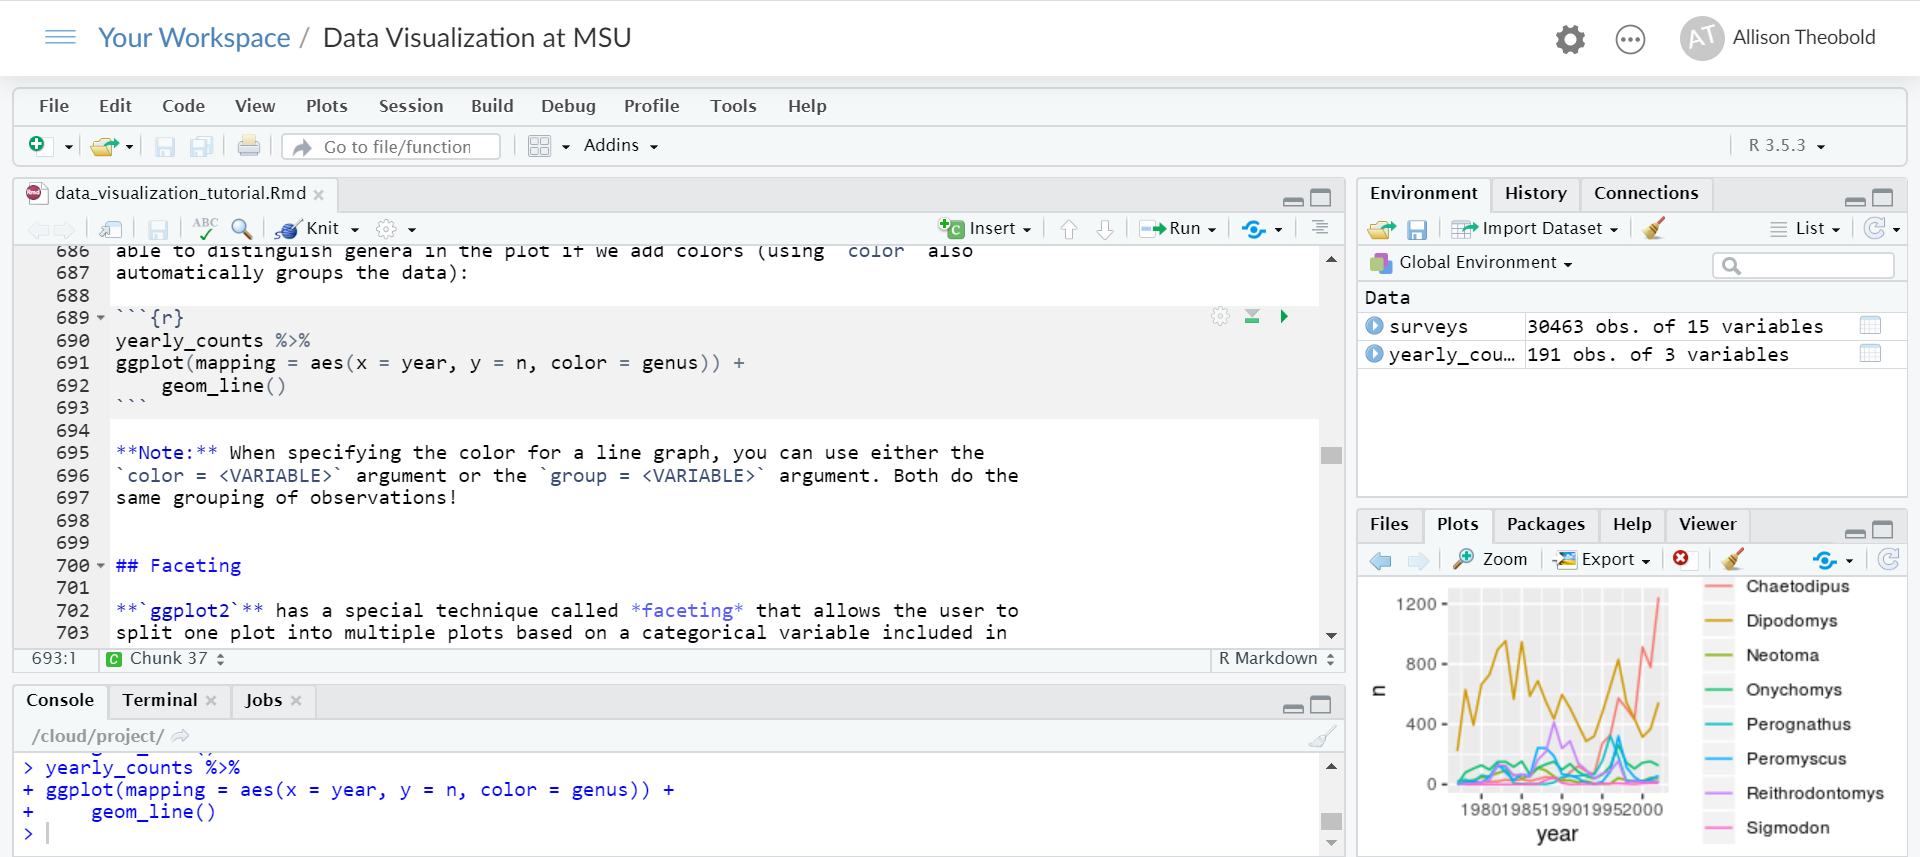 Your Workspace / Data Visualization at MSU
AT Allison Theobold
File Edit Code View Plots Session Build Debug Profile Tools Help
Go to file/function Addins R 3.5.3
data_visualization_tutorial.Rmd
ABC Knit Insert Run
686 able to distinguish genera in the plot if we add colors (using `color` also
687 automatically groups the data):
688
689 ```{r}
690 yearly_counts %>%
691 ggplot(mapping = aes(x = year, y = n, color = genus)) +
692     geom_line()
693 ```
694
695 **Note:** When specifying the color for a line graph, you can use either the
696 `color = <VARIABLE>` argument or the `group = <VARIABLE>` argument. Both do the
697 same grouping of observations!
698
699
700 ## Faceting
701
702 **`ggplot2`** has a special technique called *faceting* that allows the user to
703 split one plot into multiple plots based on a categorical variable included in
693:1 C Chunk 37 R Markdown
Console Terminal Jobs
/cloud/project/
> yearly_counts %>%
+ ggplot(mapping = aes(x = year, y = n, color = genus)) +
+     geom_line()
>
Environment History Connections
Import Dataset List
Global Environment
Data
surveys 30463 obs. of 15 variables
yearly_cou… 191 obs. of 3 variables
Files Plots Packages Help Viewer
Zoom Export
1200
800
400
0
n
1980 1985 1990 1995 2000
year
Chaetodipus
Dipodomys
Neotoma
Onychomys
Perognathus
Peromyscus
Reithrodontomys
Sigmodon